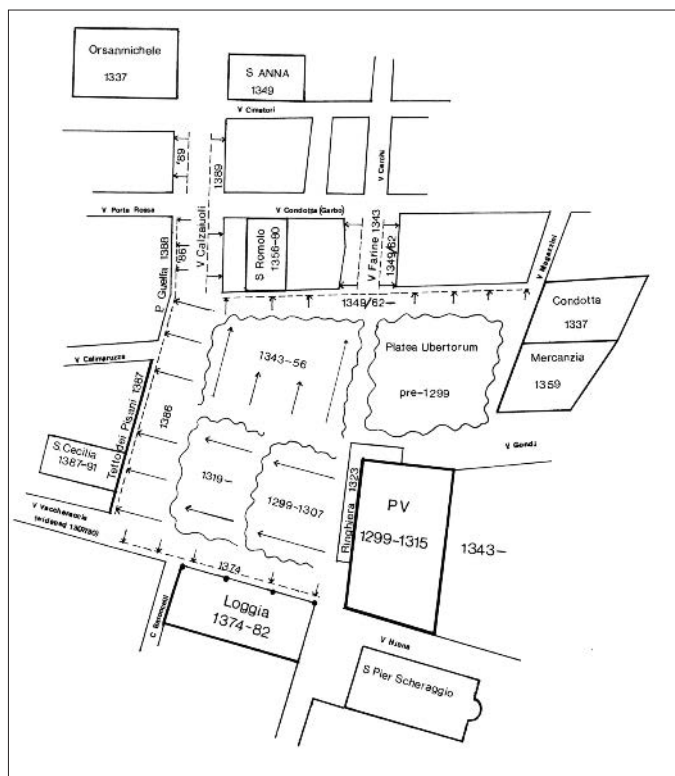 Orsanmichele
1337
S ANNA
1349
V Cimatori
'89
1389
V Cerchi
V Porta Rossa
V Calzaiuoli
V Condotta (Garbo)
P. Guelfa 1388
'86
S Romolo
1356-80
V Farine 1343
1349/62
V Magazzini
1349/62-
Condotta
1337
Mercanzia
1359
Platea Ubertorum
pre-1299
1343-56
V Calimaruzza
Tetto dei Pisani 1387
1386
S.Cecilia
1387-91
V Gondi
1319-
1299-1307
Ringhiera 1323
PV
1299-1315
1343-
V Vacchereccia
1374
Loggia
1374-82
C Baroncelli
V Ninna
S Pier Scheraggio